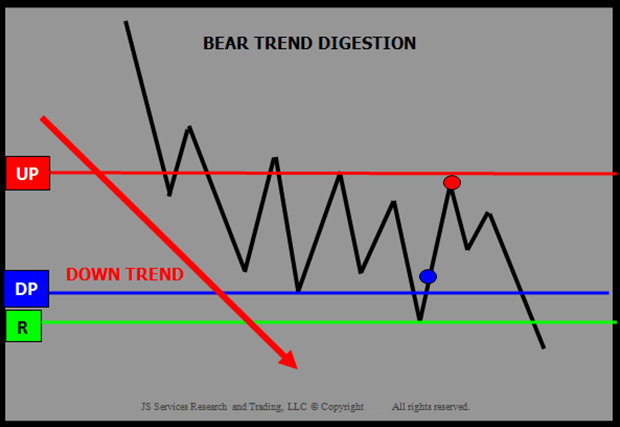 BEAR TREND DIGESTION
UP
DOWN TREND
DP
R
JS Services Research and Trading, LLC © Copyright All rights reserved.